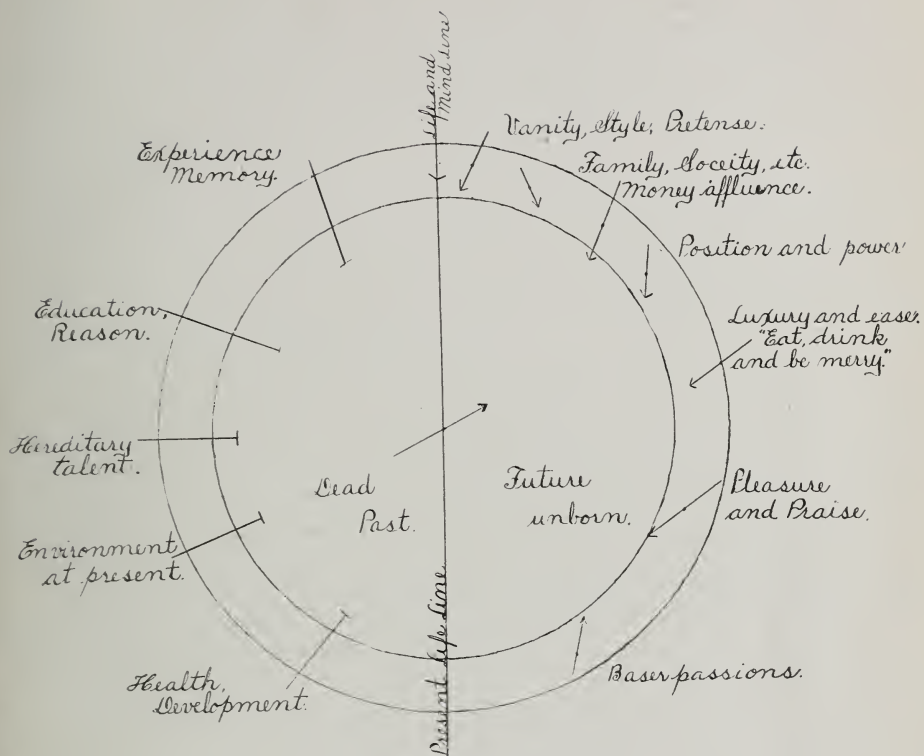 Life and
Mind Line
Vanity, Style, Pretense.
Family, Soceity, etc.
Money affluence.
Position and power
Luxury and ease.
"Eat, drink
and be merry."
Pleasure
and Praise.
Baser passions.
Experience
Memory.
Education,
Reason.
Hereditary
talent.
Environment
at present.
Health,
Development.
Dead
Past.
Future
unborn.
Present Life Line.